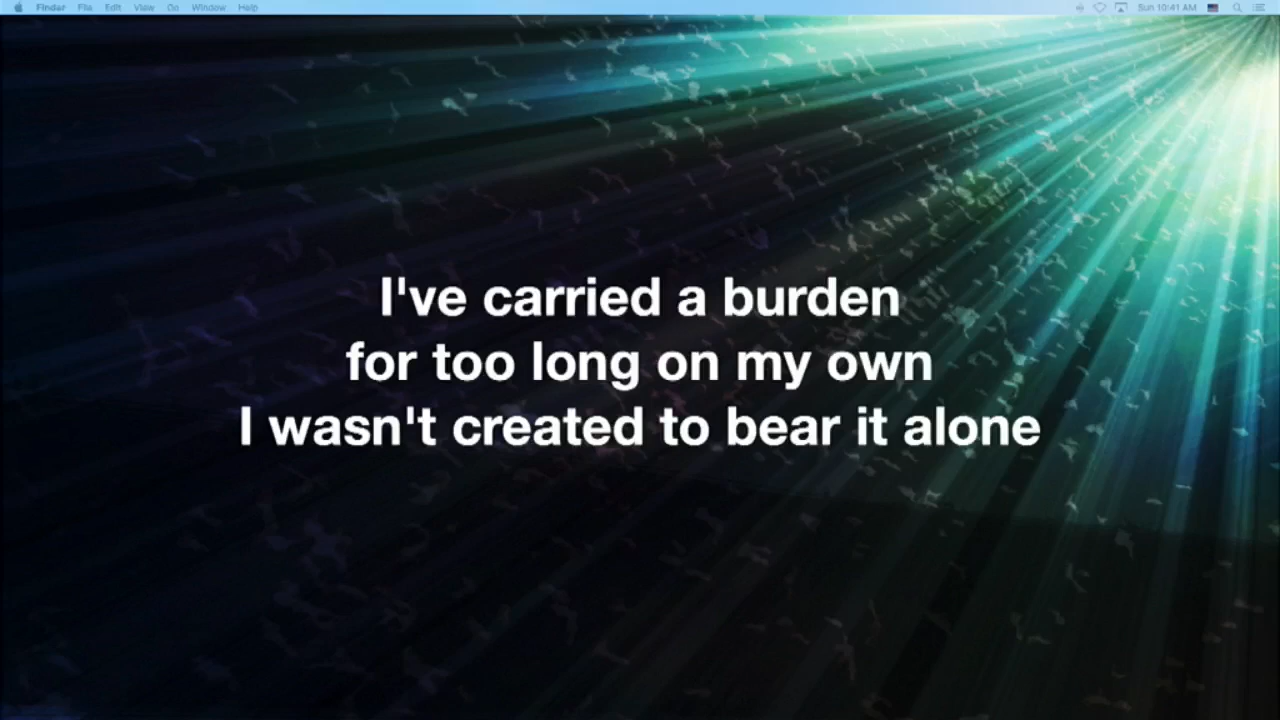 Finder File Edit View Go Window Help Sun 10:41 AM
I've carried a burden
for too long on my own
I wasn't created to bear it alone